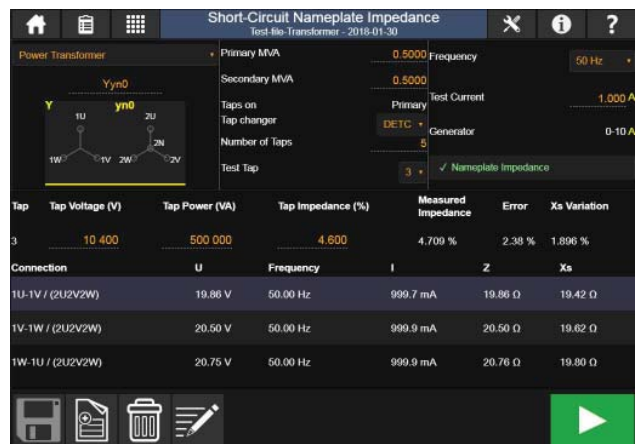 Short-Circuit Nameplate Impedance
Test-file-Transformer - 2018-01-30
?
Power Transformer
Yyn0
Y yn0
1U 2U
2N
1W 1V 2W 2V
Primary MVA 0.5000
Secondary MVA 0.5000
Taps on Primary
Tap changer DETC
Number of Taps 5
Test Tap 3
Frequency 50 Hz
Test Current 1.000 A
Generator 0-10 A
✓ Nameplate Impedance
Tap Tap Voltage (V) Tap Power (VA) Tap Impedance (%) Measured Impedance Error Xs Variation
3 10 400 500 000 4.600 4.709 % 2.38 % 1.896 %
Connection U Frequency I Z Xs
1U-1V / (2U2V2W) 19.86 V 50.00 Hz 999.7 mA 19.86 Ω 19.42 Ω
1V-1W / (2U2V2W) 20.50 V 50.00 Hz 999.9 mA 20.50 Ω 19.62 Ω
1W-1U / (2U2V2W) 20.75 V 50.00 Hz 999.9 mA 20.76 Ω 19.80 Ω